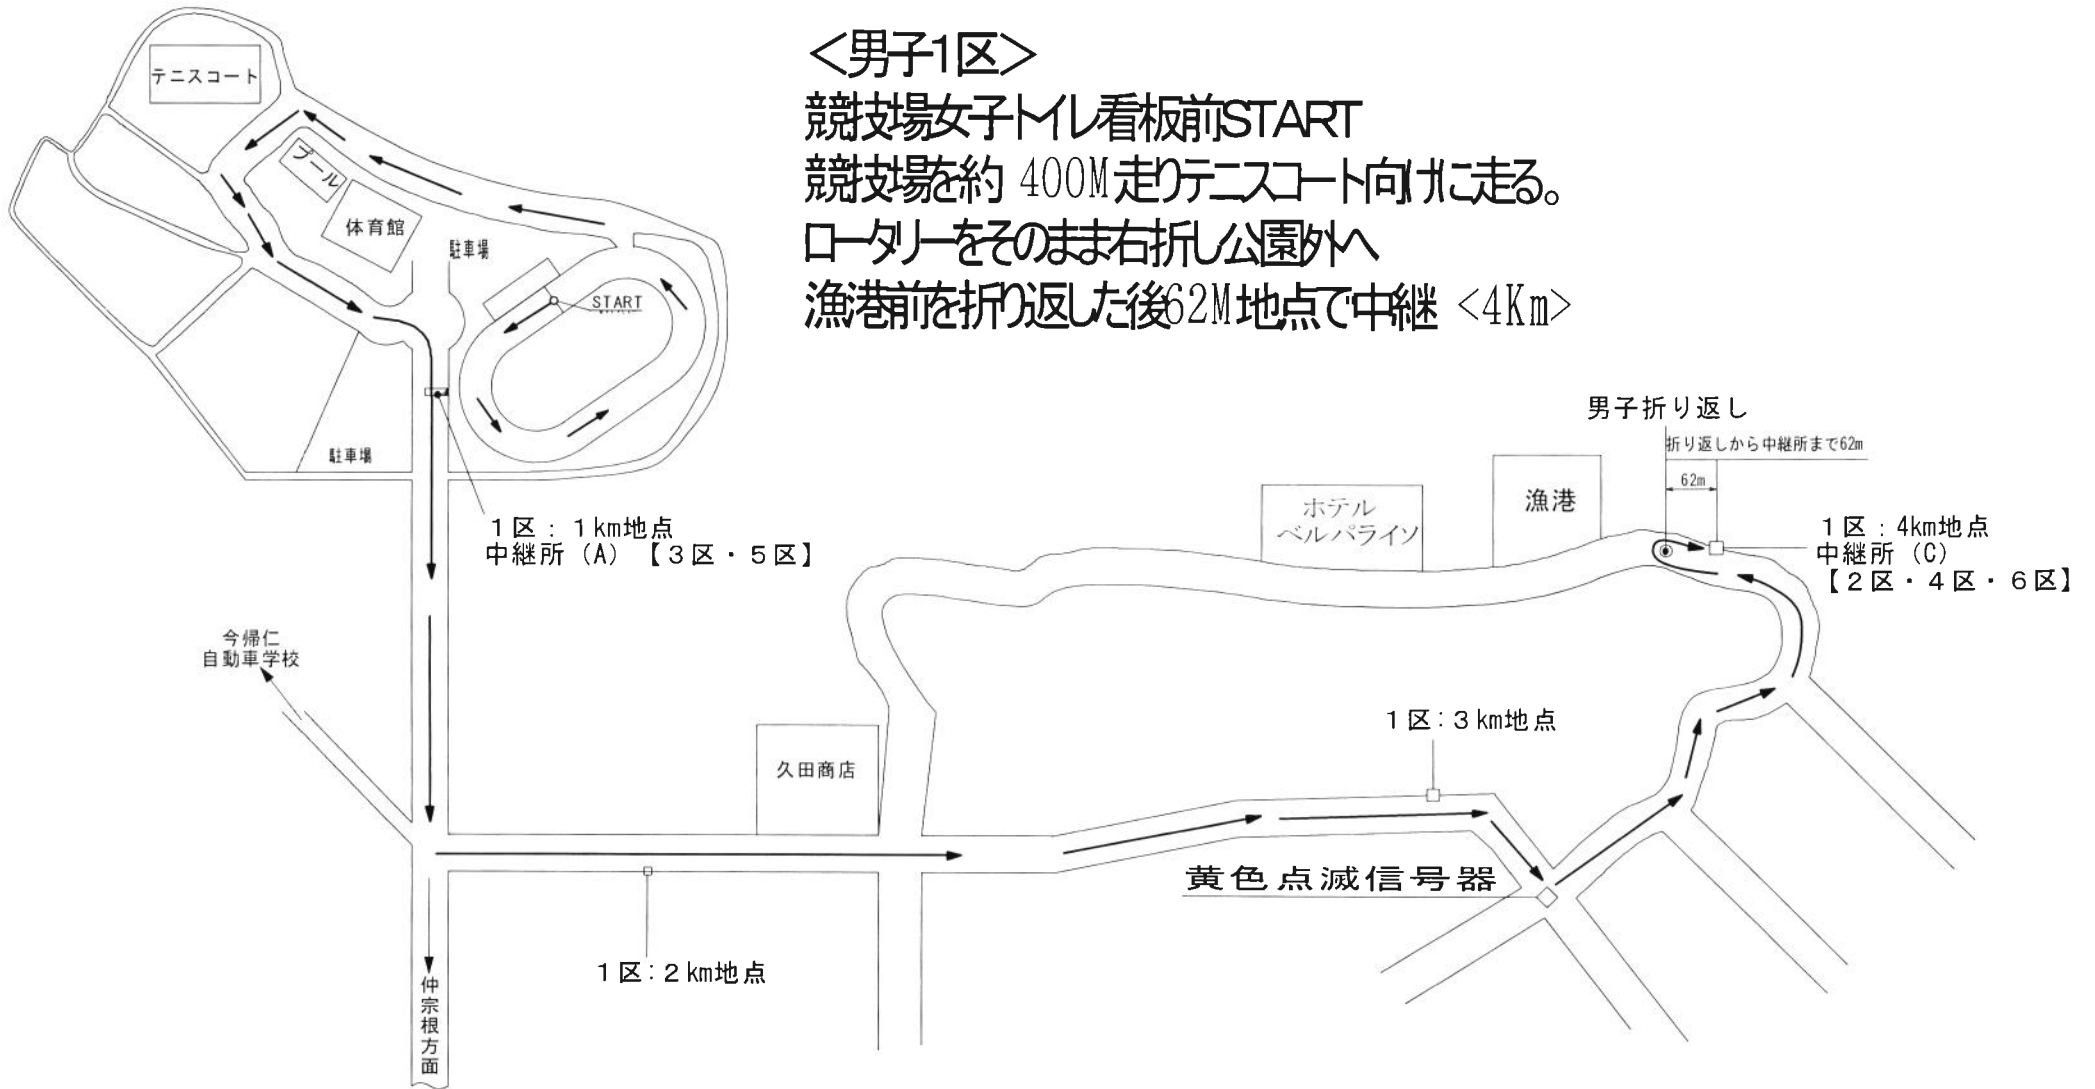 ＜男子1区＞
競技場女子トイレ看板前START
競技場を約 400M 走りテニスコート向けに走る。
ロータリーをそのまま右折し公園外へ
漁港前を折り返した後62M地点で中継 <4Km>
テニスコート
プール
体育館
駐車場
START
駐車場
1区：1km地点
中継所（A）【3区・5区】
男子折り返し
折り返しから中継所まで62m
62m
漁港
ホテル
ベルパライソ
1区：4km地点
中継所（C）
【2区・4区・6区】
今帰仁
自動車学校
久田商店
1区：3km地点
黄色点滅信号器
1区：2km地点
仲宗根方面